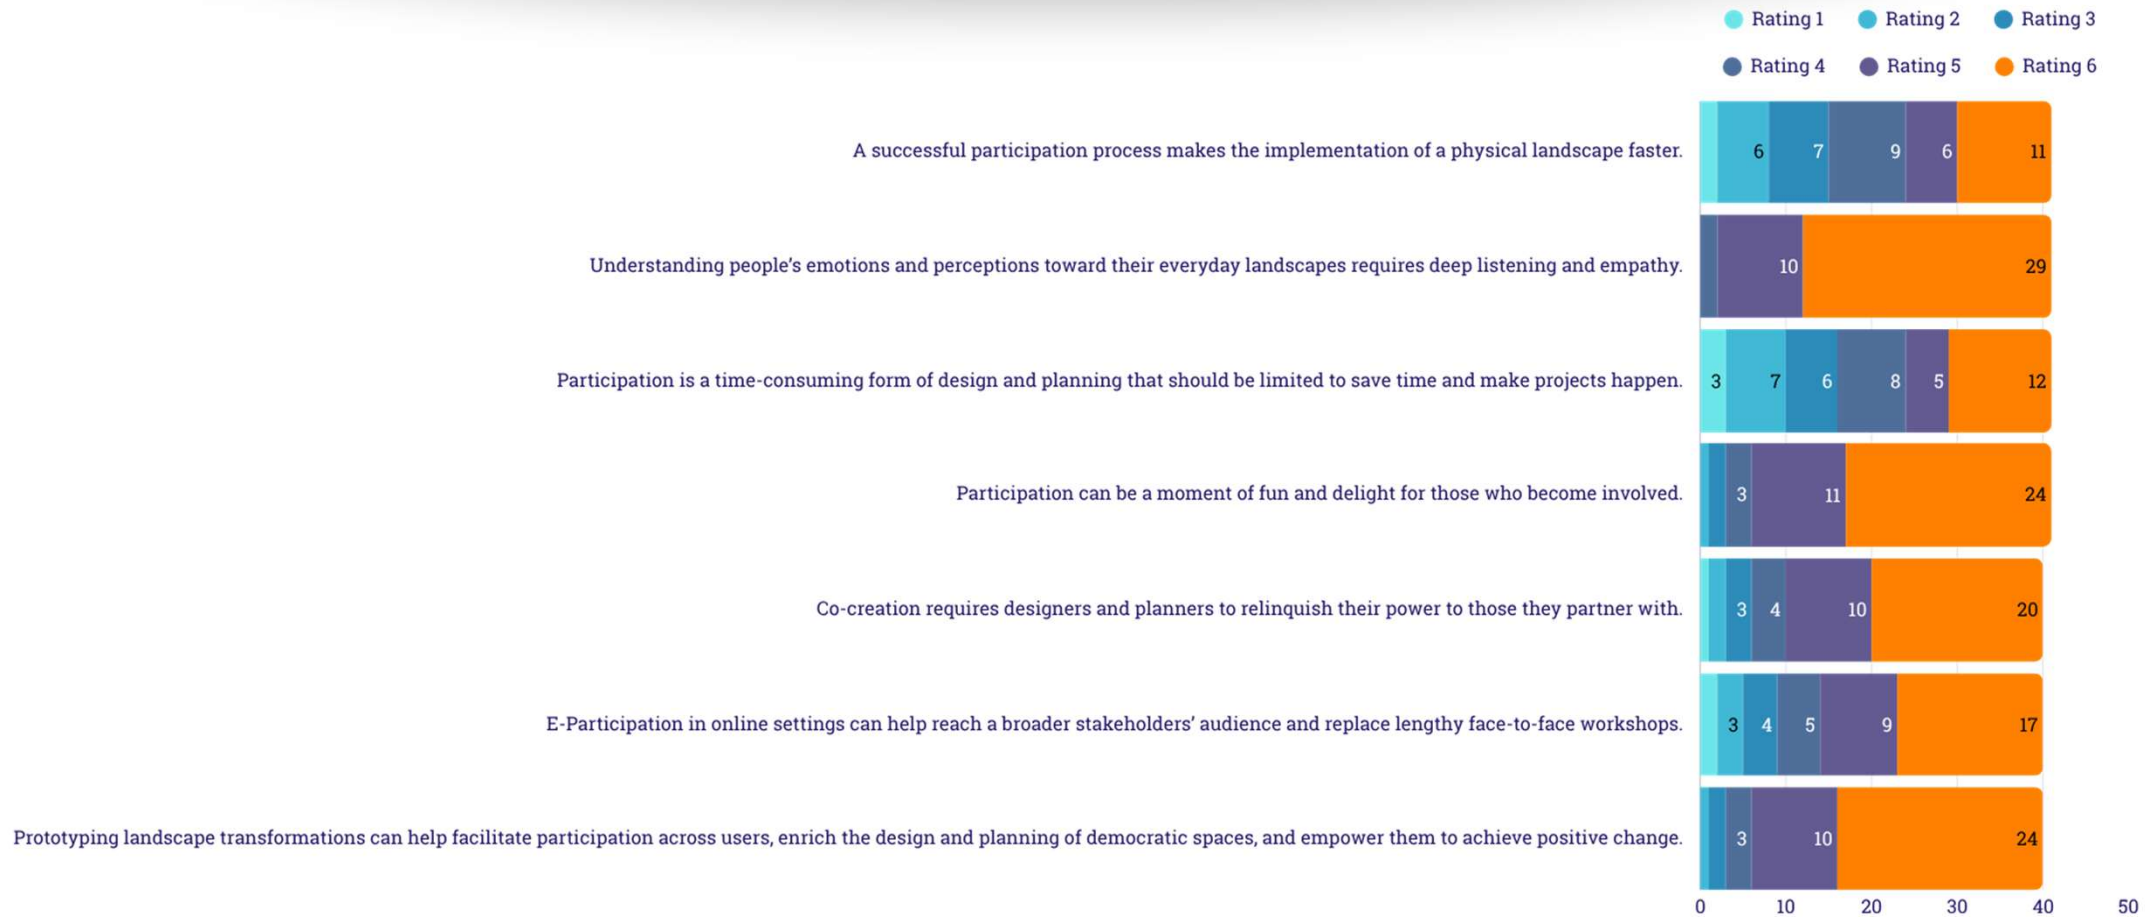 Rating 1 Rating 2 Rating 3
Rating 4 Rating 5 Rating 6
A successful participation process makes the implementation of a physical landscape faster. 6 7 9 6 11
Understanding people’s emotions and perceptions toward their everyday landscapes requires deep listening and empathy. 10 29
Participation is a time-consuming form of design and planning that should be limited to save time and make projects happen. 3 7 6 8 5 12
Participation can be a moment of fun and delight for those who become involved. 3 11 24
Co-creation requires designers and planners to relinquish their power to those they partner with. 3 4 10 20
E-Participation in online settings can help reach a broader stakeholders’ audience and replace lengthy face-to-face workshops. 3 4 5 9 17
Prototyping landscape transformations can help facilitate participation across users, enrich the design and planning of democratic spaces, and empower them to achieve positive change. 3 10 24
0 10 20 30 40 50